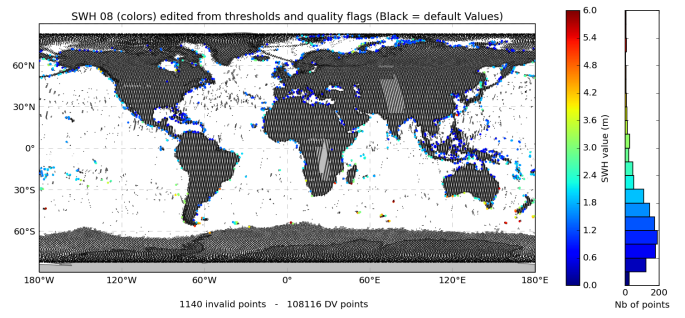 SWH 08 (colors) edited from thresholds and quality flags (Black = default Values)
60°N
30°N
0°
30°S
60°S
180°W
120°W
60°W
0°
60°E
120°E
180°E
1140 invalid points - 108116 DV points
6.0
5.4
4.8
4.2
3.6
3.0
2.4
1.8
1.2
0.6
0.0
SWH value (m)
0
200
Nb of points